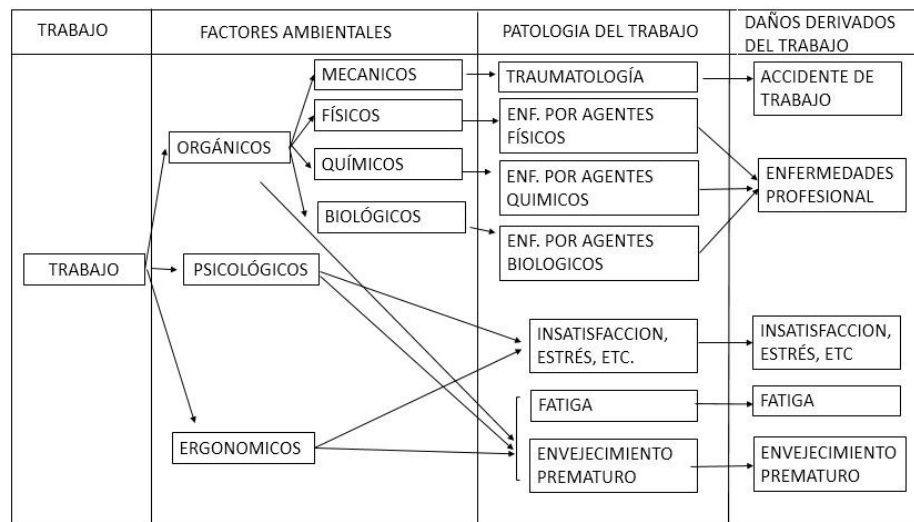 TRABAJO
FACTORES AMBIENTALES
PATOLOGIA DEL TRABAJO
DAÑOS DERIVADOS
DEL TRABAJO
TRABAJO
ORGÁNICOS
PSICOLÓGICOS
ERGONOMICOS
MECANICOS
FÍSICOS
QUÍMICOS
BIOLÓGICOS
TRAUMATOLOGÍA
ENF. POR AGENTES
FÍSICOS
ENF. POR AGENTES
QUIMICOS
ENF. POR AGENTES
BIOLOGICOS
INSATISFACCION,
ESTRÉS, ETC.
FATIGA
ENVEJECIMIENTO
PREMATURO
ACCIDENTE DE
TRABAJO
ENFERMEDADES
PROFESIONAL
INSATISFACCION,
ESTRÉS, ETC
FATIGA
ENVEJECIMIENTO
PREMATURO